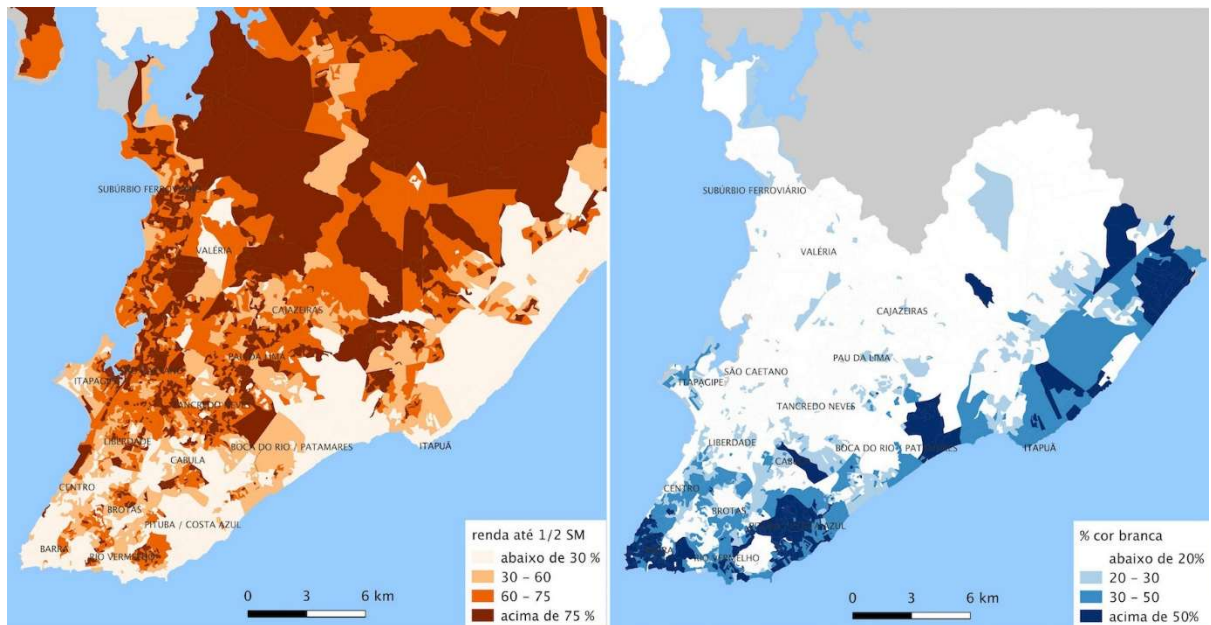 SUBÚRBIO FERROVIÁRIO
VALÉRIA
CAJAZEIRAS
PAU DA LIMA
ITAPAGIPE
TANCREDO NEVES
LIBERDADE
BOCA DO RIO / PATAMARES
ITAPUÃ
CABULA
CENTRO
BROTAS
PITUBA / COSTA AZUL
BARRA
RIO VERMELHO
renda até 1/2 SM
abaixo de 30 %
30 – 60
60 – 75
acima de 75 %
0 3 6 km
SUBÚRBIO FERROVIÁRIO
VALÉRIA
CAJAZEIRAS
PAU DA LIMA
SÃO CAETANO
ITAPAGIPE
TANCREDO NEVES
LIBERDADE
BOCA DO RIO / PATAMARES
ITAPUÃ
CENTRO
BROTAS
AZUL
RIO VERMELHO
% cor branca
abaixo de 20%
20 – 30
30 – 50
acima de 50%
0 3 6 km